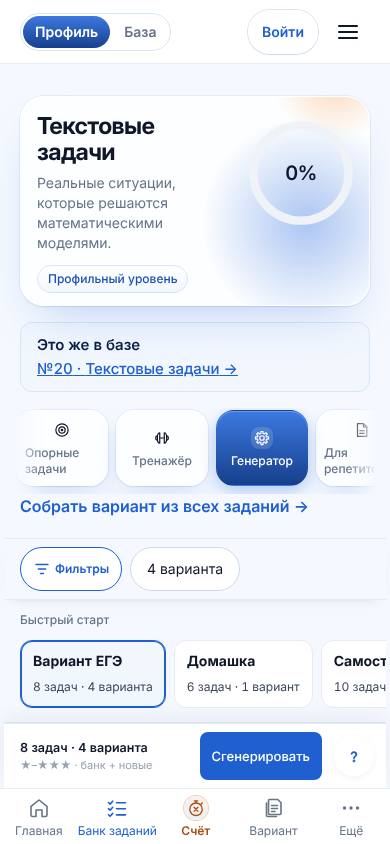 Профиль
База
Войти
Текстовые
задачи
Реальные ситуации,
которые решаются
математическими
моделями.
Профильный уровень
0%
Это же в базе
№20 · Текстовые задачи →
Опорные
задачи
Тренажёр
Генератор
Для
Собрать вариант из всех заданий →
Фильтры
4 варианта
Быстрый старт
Вариант ЕГЭ
8 задач · 4 варианта
Домашка
6 задач · 1 вариант
10 задач
8 задач · 4 варианта
★–★★★ · банк + новые
Сгенерировать
?
Главная
Банк заданий
Счёт
Вариант
Ещё